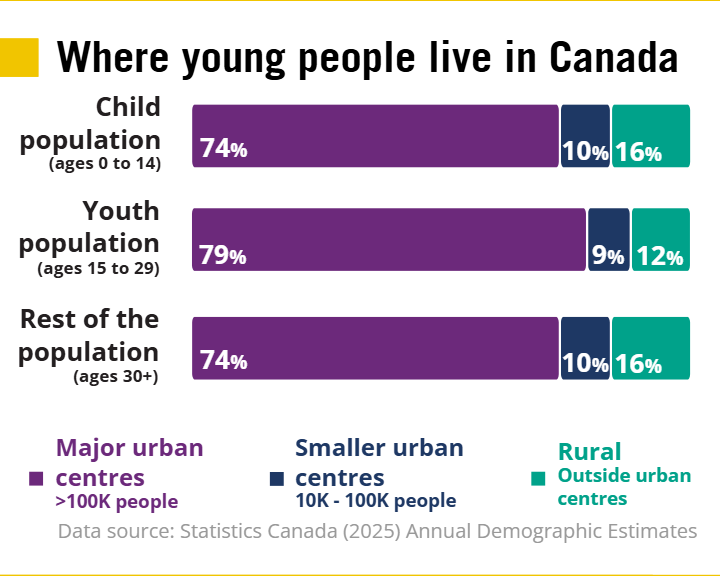 Where young people live in Canada
Child
population
(ages 0 to 14)
74%
10%
16%
Youth
population
(ages 15 to 29)
79%
9%
12%
Rest of the
population
(ages 30+)
74%
10%
16%
Major urban
centres
>100K people
Smaller urban
centres
10K - 100K people
Rural
Outside urban
centres
Data source: Statistics Canada (2025) Annual Demographic Estimates